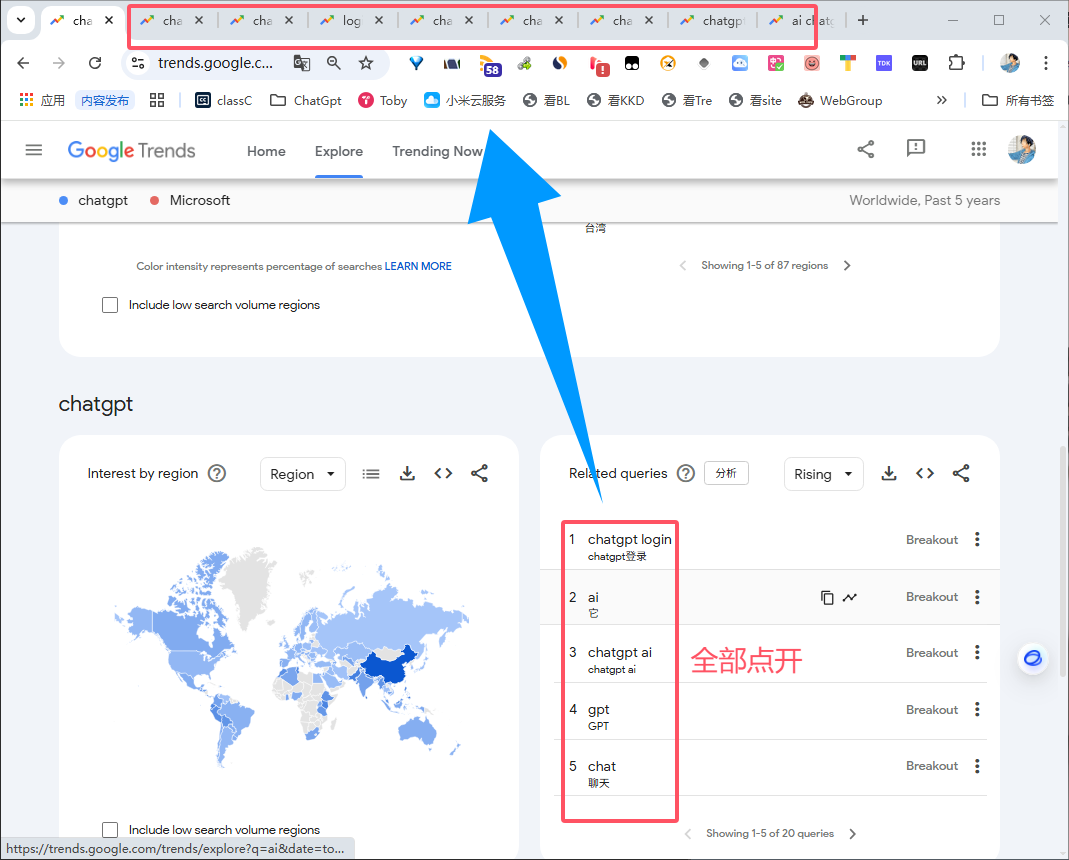 cha
cha
cha
log
cha
cha
cha
chatgpt
ai chatg
trends.google.c...
58
TDK
URL
应用
内容发布
classC
ChatGpt
Toby
小米云服务
看BL
看KKD
看Tre
看site
WebGroup
所有书签
Google Trends
Home
Explore
Trending Now
chatgpt
Microsoft
Worldwide, Past 5 years
台湾
Color intensity represents percentage of searches LEARN MORE
Showing 1-5 of 87 regions
Include low search volume regions
chatgpt
Interest by region
Region
Related queries
分析
Rising
1 chatgpt login
chatgpt登录
Breakout
2 ai
它
Breakout
3 chatgpt ai
chatgpt ai
Breakout
全部点开
4 gpt
GPT
Breakout
5 chat
聊天
Breakout
Include low search volume regions
Showing 1-5 of 20 queries
https://trends.google.com/trends/explore?q=ai&date=to...